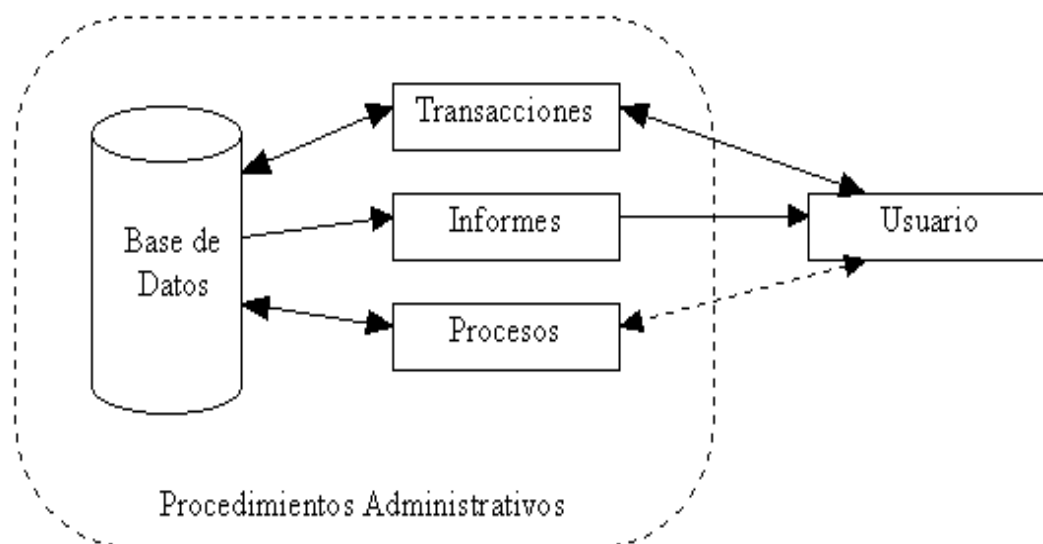 Transacciones
Informes
Usuario
Base de
Datos
Procesos
Procedimientos Administrativos